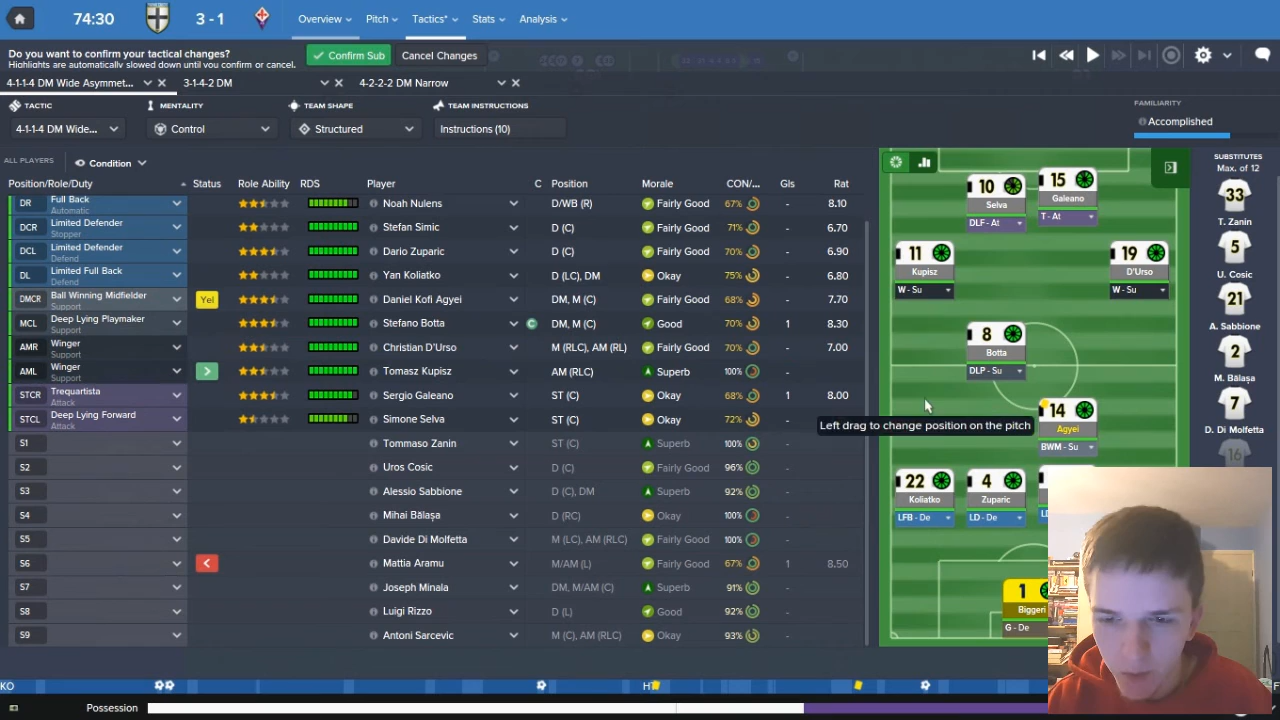 74:30 3 - 1 Overview Pitch Tactics* Stats Analysis
Do you want to confirm your tactical changes?
Highlights are automatically slowed down until you confirm or cancel.
Confirm Sub Cancel Changes
4-1-1-4 DM Wide Asymmet... 3-1-4-2 DM 4-2-2-2 DM Narrow
TACTIC MENTALITY TEAM SHAPE TEAM INSTRUCTIONS FAMILIARITY
4-1-1-4 DM Wide... Control Structured Instructions (10) Accomplished
ALL PLAYERS Condition
Position/Role/Duty Status Role Ability RDS Player C Position Morale CON/... Gls Rat
DR Full Back Automatic Noah Nulens D/WB (R) Fairly Good 67% - 8.10
DCR Limited Defender Stopper Stefan Simic D (C) Fairly Good 71% - 6.70
DCL Limited Defender Defend Dario Zuparic D (C) Fairly Good 70% - 6.90
DL Limited Full Back Defend Yan Koliatko D (LC), DM Okay 75% - 6.80
DMCR Ball Winning Midfielder Support Yel Daniel Kofi Agyei DM, M (C) Fairly Good 68% - 7.70
MCL Deep Lying Playmaker Support Stefano Botta C DM, M (C) Good 70% 1 8.30
AMR Winger Support Christian D'Urso M (RLC), AM (RL) Fairly Good 70% - 7.00
AML Winger Support Tomasz Kupisz AM (RLC) Superb 100% -
STCR Trequartista Attack Sergio Galeano ST (C) Okay 68% 1 8.00
STCL Deep Lying Forward Attack Simone Selva ST (C) Okay 72% -
S1 Tommaso Zanin ST (C) Superb 100% -
S2 Uros Cosic D (C) Fairly Good 96% -
S3 Alessio Sabbione D (C), DM Superb 92% -
S4 Mihai Bălașa D (RC) Okay 100% -
S5 Davide Di Molfetta M (LC), AM (RLC) Fairly Good 100% -
S6 Mattia Aramu M/AM (L) Fairly Good 67% 1 8.50
S7 Joseph Minala DM, M/AM (C) Superb 91% -
S8 Luigi Rizzo D (L) Good 92% -
S9 Antoni Sarcevic M (C), AM (RLC) Okay 93% -
10 Selva DLF - At
15 Galeano T - At
11 Kupisz W - Su
19 D'Urso W - Su
8 Botta DLP - Su
14 Agyei BWM - Su
Left drag to change position on the pitch
22 Koliatko LFB - De
4 Zuparic LD - De
LD
1 Biggeri G - De
SUBSTITUTES
Max. of 12
33
T. Zanin
5
U. Cosic
21
A. Sabbione
2
M. Bălașa
7
D. Di Molfetta
16
KO HT F
Possession